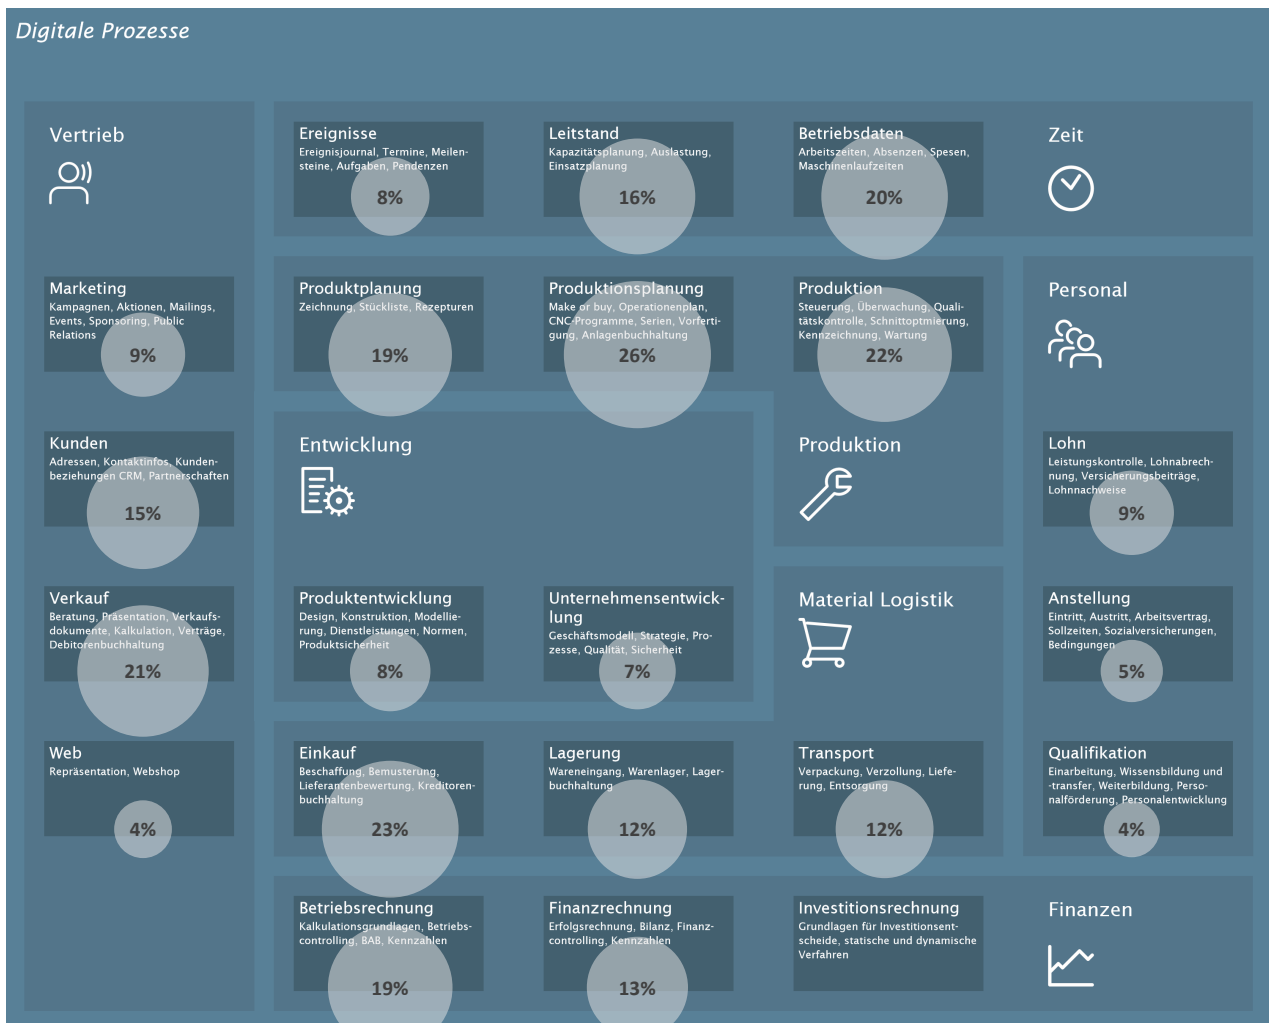 Digitale Prozesse
Vertrieb
Ereignisse
Ereignisjournal, Termine, Meilen-
steine, Aufgaben, Pendenzen
8%
Leitstand
Kapazitätsplanung, Auslastung,
Einsatzplanung
16%
Betriebsdaten
Arbeitszeiten, Absenzen, Spesen,
Maschinenlaufzeiten
20%
Zeit
Marketing
Kampagnen, Aktionen, Mailings,
Events, Sponsoring, Public
Relations
9%
Produktplanung
Zeichnung, Stückliste, Rezepturen
19%
Produktionsplanung
Make or buy, Operationenplan,
CNC-Programme, Serien, Vorferti-
gung, Anlagenbuchhaltung
26%
Produktion
Steuerung, Überwachung, Quali-
tätskontrolle, Schnittoptmierung,
Kennzeichnung, Wartung
22%
Personal
Kunden
Adressen, Kontaktinfos, Kunden-
beziehungen CRM, Partnerschaften
15%
Entwicklung
Produktion
Lohn
Leistungskontrolle, Lohnabrech-
nung, Versicherungsbeiträge,
Lohnnachweise
9%
Verkauf
Beratung, Präsentation, Verkaufs-
dokumente, Kalkulation, Verträge,
Debitorenbuchhaltung
21%
Produktentwicklung
Design, Konstruktion, Modellie-
rung, Dienstleistungen, Normen,
Produktsicherheit
8%
Unternehmensentwick-
lung
Geschäftsmodell, Strategie, Pro-
zesse, Qualität, Sicherheit
7%
Material Logistik
Anstellung
Eintritt, Austritt, Arbeitsvertrag,
Sollzeiten, Sozialversicherungen,
Bedingungen
5%
Web
Repräsentation, Webshop
4%
Einkauf
Beschaffung, Bemusterung,
Lieferantenbewertung, Kreditoren-
buchhaltung
23%
Lagerung
Wareneingang, Warenlager, Lager-
buchhaltung
12%
Transport
Verpackung, Verzollung, Liefe-
rung, Entsorgung
12%
Qualifikation
Einarbeitung, Wissensbildung und
-transfer, Weiterbildung, Perso-
nalförderung, Personalentwicklung
4%
Betriebsrechnung
Kalkulationsgrundlagen, Betriebs-
controlling, BAB, Kennzahlen
19%
Finanzrechnung
Erfolgsrechnung, Bilanz, Finanz-
controlling, Kennzahlen
13%
Investitionsrechnung
Grundlagen für Investitionsent-
scheide, statische und dynamische
Verfahren
Finanzen